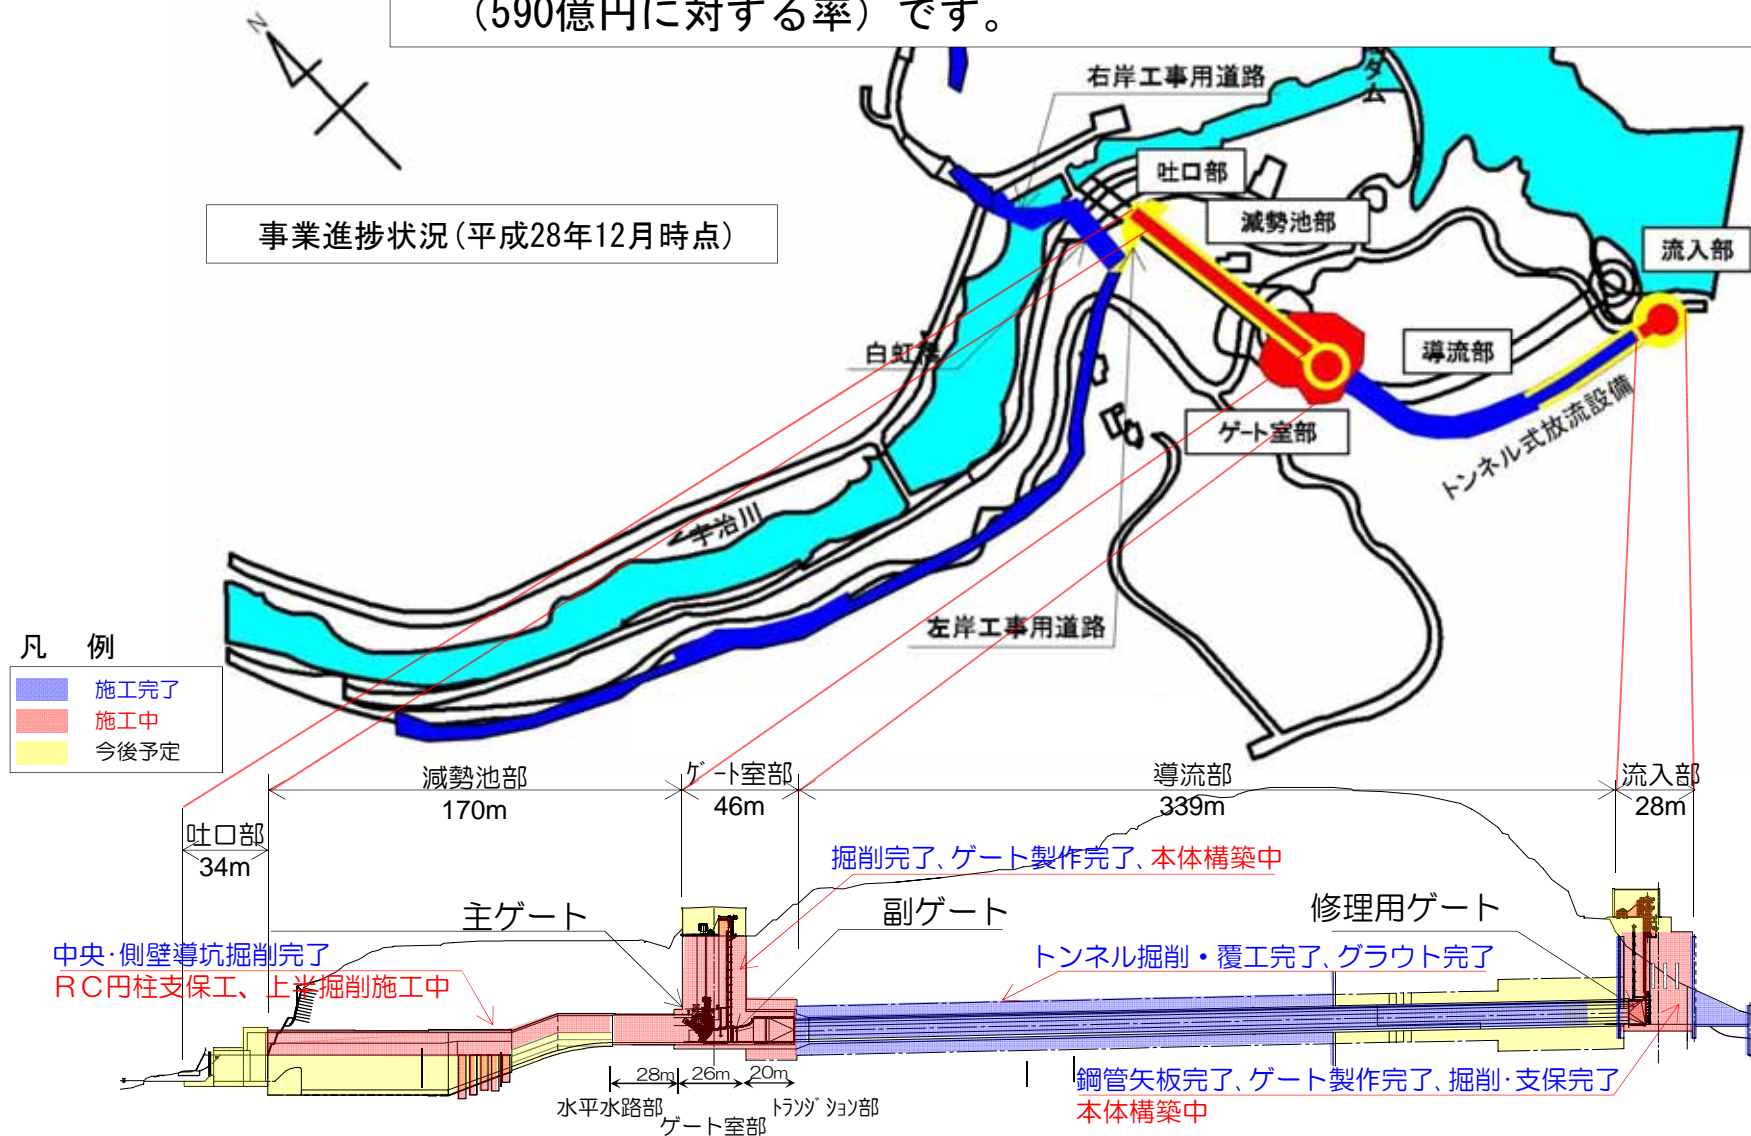 (590億円に対する率）です。
N
ダム
右岸工事用道路
吐口部
減勢池部
流入部
事業進捗状況(平成28年12月時点)
白虹橋
導流部
ゲート室部
トンネル式放流設備
宇治川
左岸工事用道路
凡 例
施工完了
施工中
今後予定
減勢池部
170m
ゲート室部
46m
導流部
339m
流入部
28m
吐口部
34m
掘削完了、ゲート製作完了、本体構築中
主ゲート
副ゲート
修理用ゲート
中央・側壁導坑掘削完了
RC円柱支保工、上半掘削施工中
トンネル掘削・覆工完了、グラウト完了
28m
26m
20m
水平水路部
ゲート室部
トランジション部
鋼管矢板完了、ゲート製作完了、掘削・支保完了
本体構築中